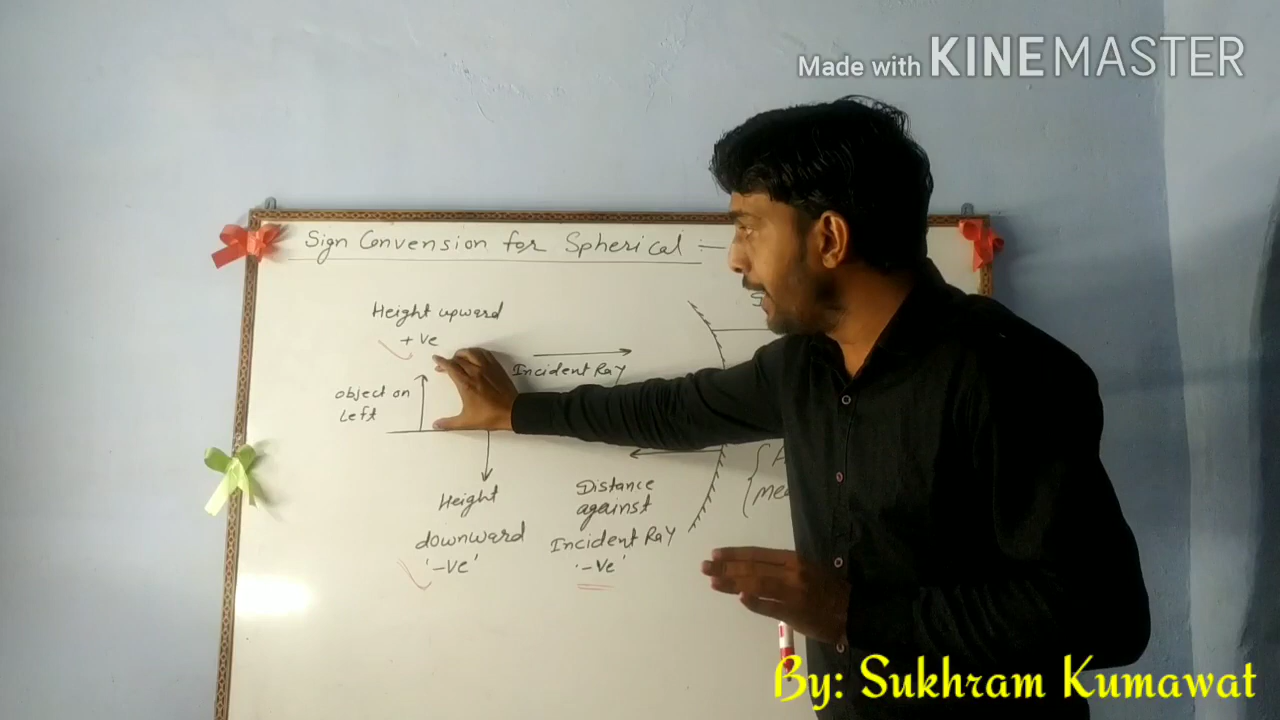 Made with KINEMASTER
Sign Convension for Spherical :-
Height upward
+ve
Incident Ray
object on
Left
Height
downward
'-ve'
Distance
against
Incident Ray
'-ve'
By: Sukhram Kumawat